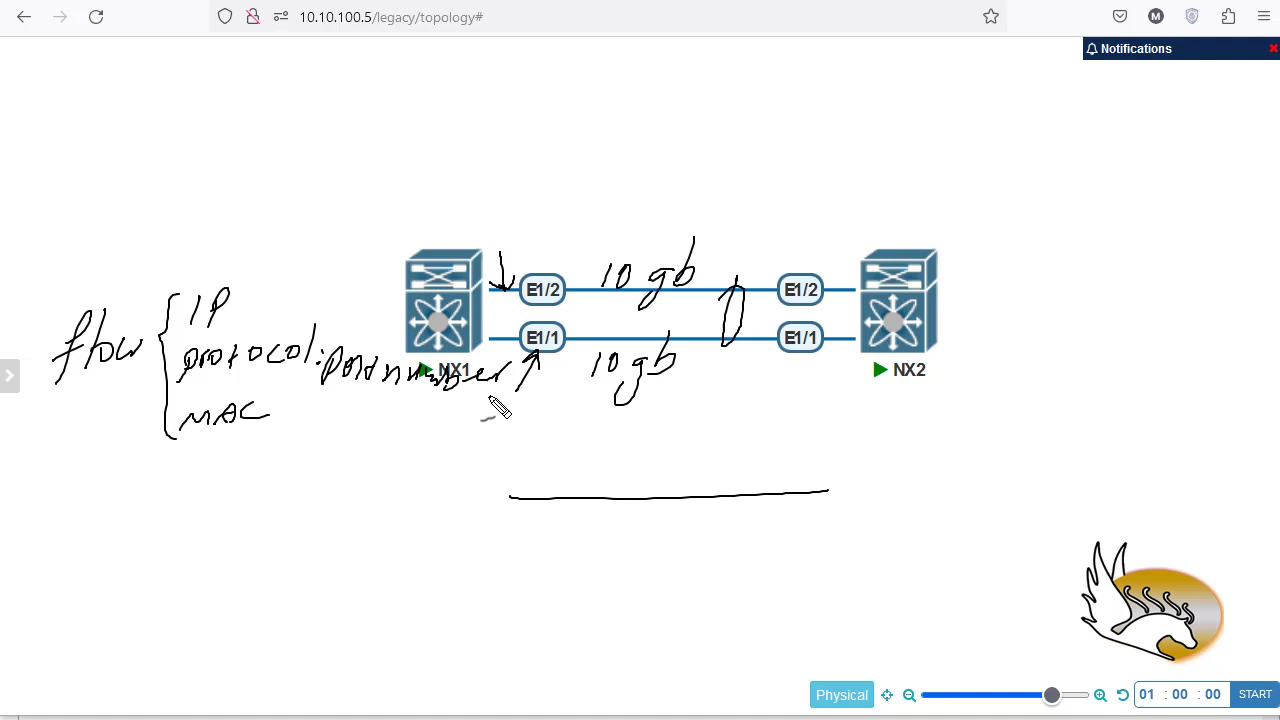 10.10.100.5/legacy/topology#
M
Notifications
10 gb
E1/2
E1/2
IP
flow
protocol:portnumber
E1/1
E1/1
10 gb
NX1
NX2
MAC
Physical
01 : 00 : 00
START